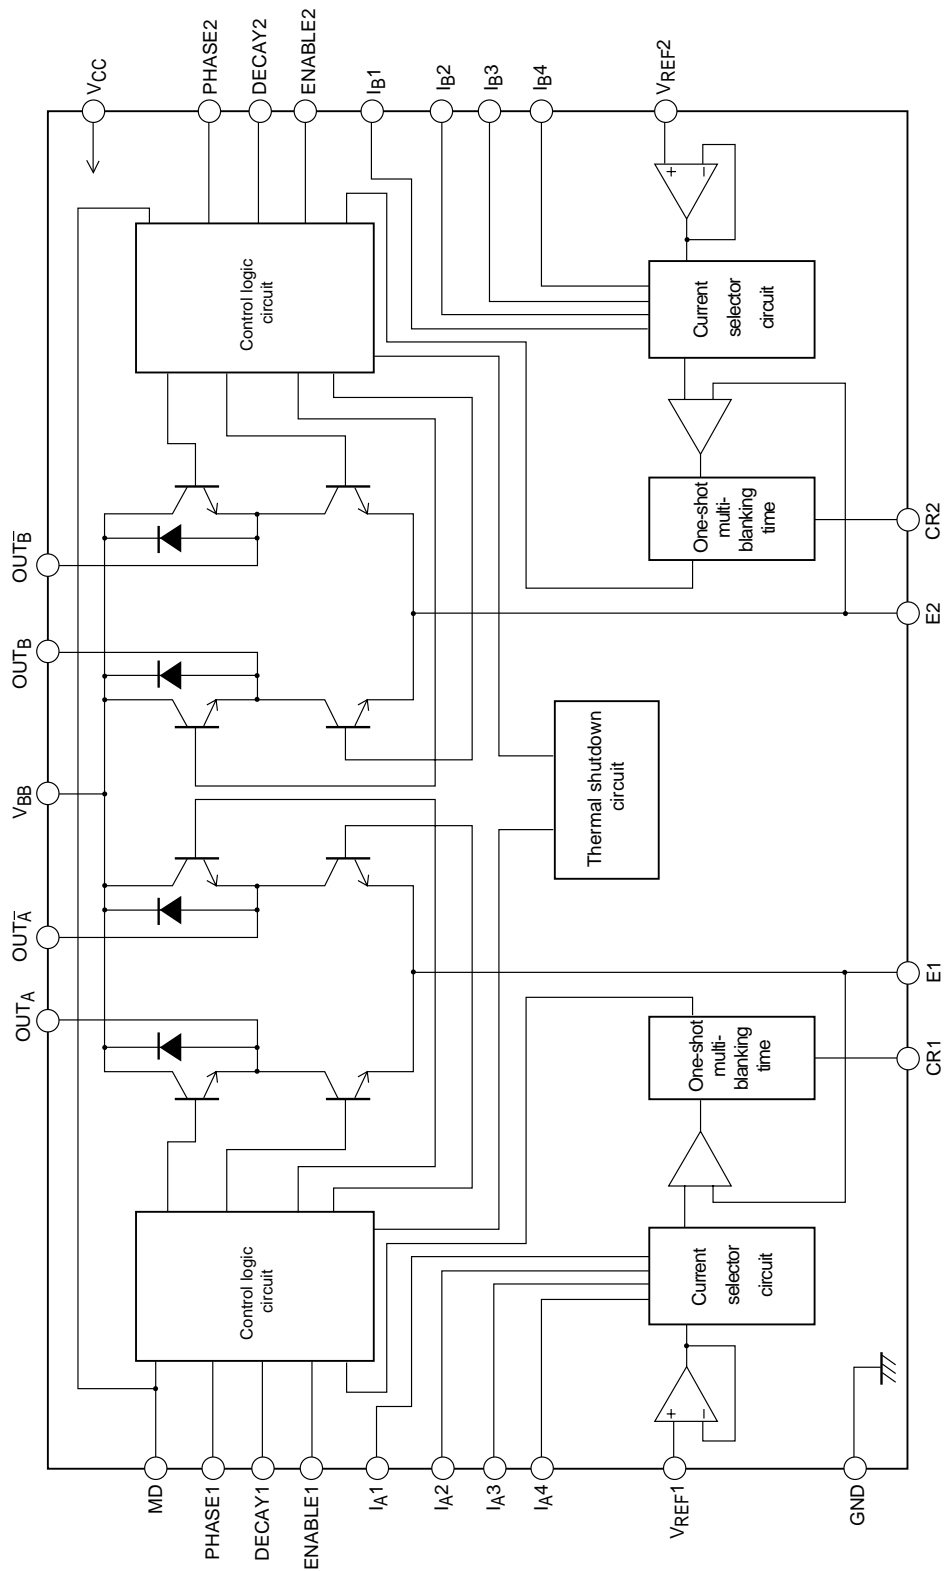 OUTA
OUTA̅
VBB
OUTB
OUTB̅
MD
PHASE1
DECAY1
ENABLE1
IA1
IA2
IA3
IA4
VREF1
GND
VCC
PHASE2
DECAY2
ENABLE2
IB1
IB2
IB3
IB4
VREF2
Control logic
circuit
Control logic
circuit
Thermal shutdown
circuit
Current
selector
circuit
One-shot
multi-
blanking
time
One-shot
multi-
blanking
time
Current
selector
circuit
+
−
+
−
CR1
E1
E2
CR2